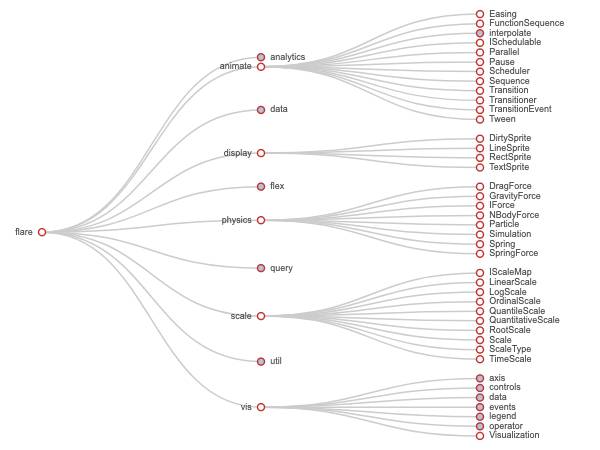 flare
analytics
animate
Easing
FunctionSequence
interpolate
ISchedulable
Parallel
Pause
Scheduler
Sequence
Transition
Transitioner
TransitionEvent
Tween
data
display
DirtySprite
LineSprite
RectSprite
TextSprite
flex
physics
DragForce
GravityForce
IForce
NBodyForce
Particle
Simulation
Spring
SpringForce
query
scale
IScaleMap
LinearScale
LogScale
OrdinalScale
QuantileScale
QuantitativeScale
RootScale
Scale
ScaleType
TimeScale
util
vis
axis
controls
data
events
legend
operator
Visualization